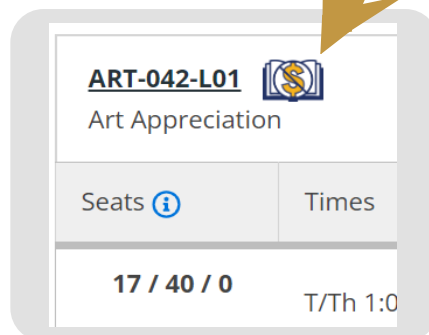 ART-042-L01
Art Appreciation
Seats Times
17 / 40 / 0
T/Th 1:0